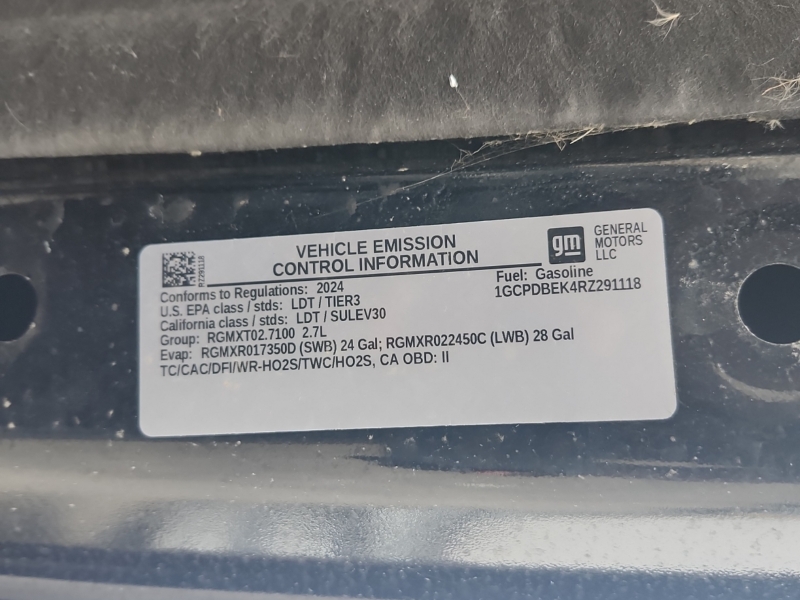 RZ291118
VEHICLE EMISSION
CONTROL INFORMATION
gm
GENERAL
MOTORS
LLC
Conforms to Regulations: 2024
Fuel: Gasoline
U.S. EPA class / stds: LDT / TIER3
1GCPDBEK4RZ291118
California class / stds: LDT / SULEV30
Group: RGMXT02.7100 2.7L
Evap: RGMXR017350D (SWB) 24 Gal; RGMXR022450C (LWB) 28 Gal
TC/CAC/DFI/WR-HO2S/TWC/HO2S, CA OBD: II